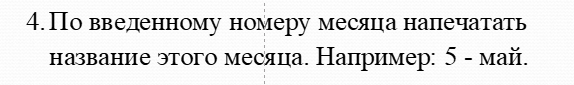 4. По введенному номеру месяца напечатать
название этого месяца. Например: 5 - май.